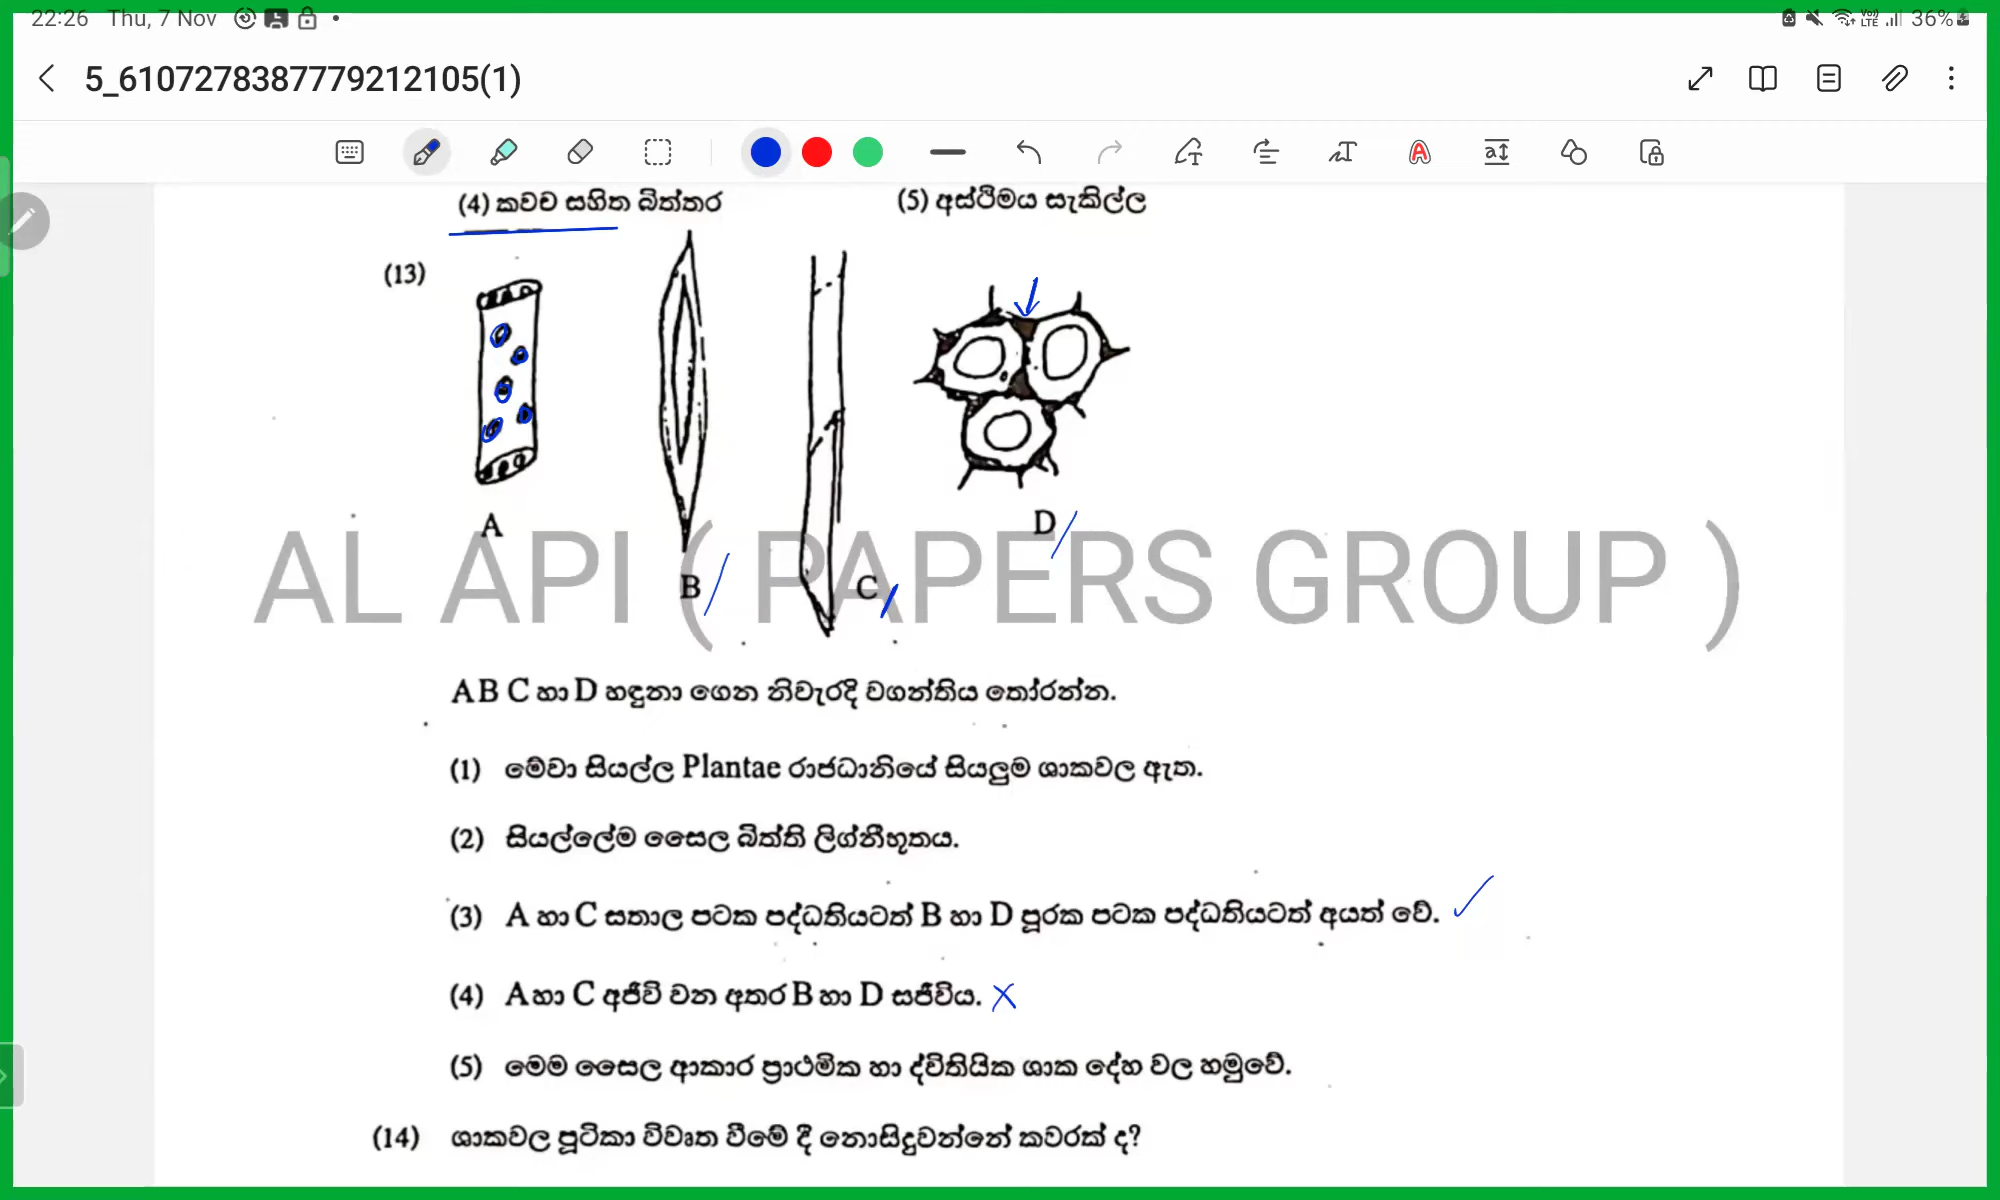 22:26 Thu, 7 Nov
36%
5_6107278387779212105(1)
(4) කවච සහිත බිත්තර (5) අස්ථිමය සැකිල්ල
(13)
A B C D
AL API ( PAPERS GROUP )
A B C හා D හඳුනා ගෙන නිවැරදි වගන්තිය තෝරන්න.
(1) මේවා සියල්ල Plantae රාජධානියේ සියලුම ශාකවල ඇත.
(2) සියල්ලේම සෛල බිත්ති ලිග්නීභූතය.
(3) A හා C සනාල පටක පද්ධතියටත් B හා D පූරක පටක පද්ධතියටත් අයත් වේ.
(4) A හා C අජීවී වන අතර B හා D සජීවීය.
(5) මෙම සෛල ආකාර ප්‍රාථමික හා ද්විතියික ශාක දේහ වල හමුවේ.
(14) ශාකවල පූටිකා විවෘත වීමේ දී නොසිදුවන්නේ කවරක් ද?